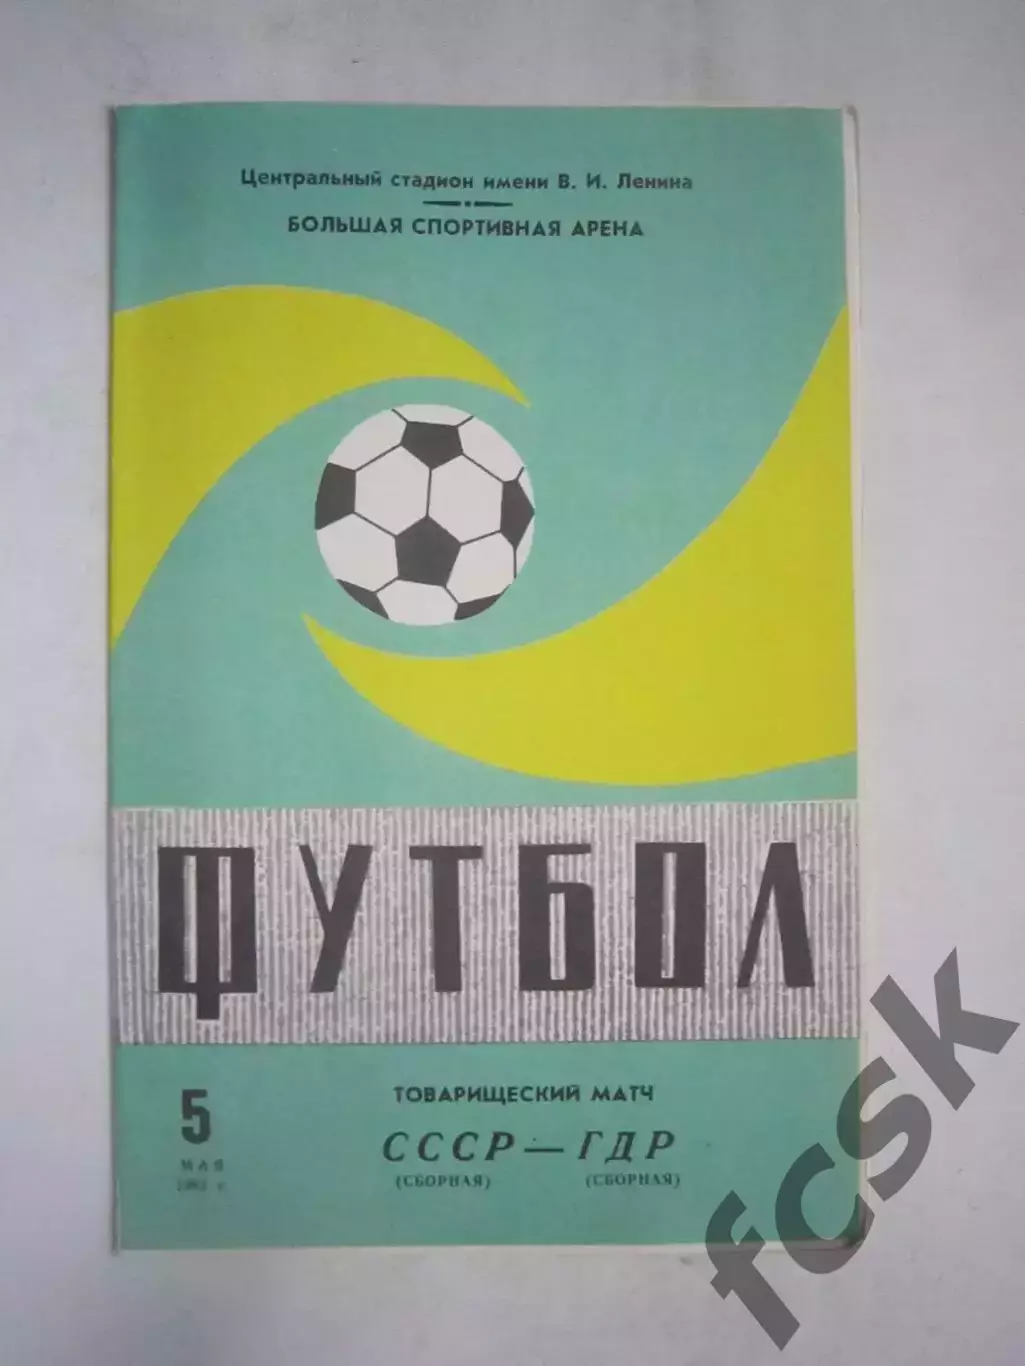 Центральный стадион имени В. И. Ленина
БОЛЬШАЯ СПОРТИВНАЯ АРЕНА
ФУТБОЛ
5
МАЯ
г.
ТОВАРИЩЕСКИЙ МАТЧ
СССР — ГДР
(СБОРНАЯ) (СБОРНАЯ)
fcsk